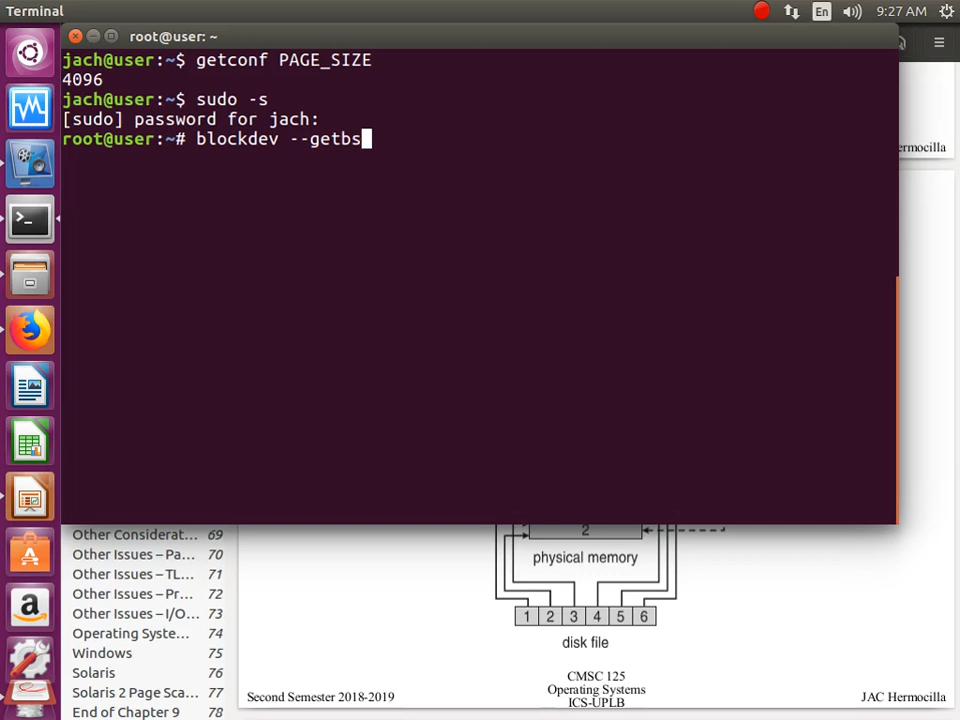 Terminal
En
9:27 AM
root@user: ~
jach@user:~$ getconf PAGE_SIZE
4096
jach@user:~$ sudo -s
[sudo] password for jach:
root@user:~# blockdev --getbs
ermocilla
Other Considerat... 69
Other Issues – Pa... 70
Other Issues – TL... 71
Other Issues – Pr... 72
Other Issues – I/O... 73
Operating Syste... 74
Windows 75
Solaris 76
Solaris 2 Page Sca... 77
End of Chapter 9 78
2
physical memory
1 2 3 4 5 6
disk file
Second Semester 2018-2019
CMSC 125
Operating Systems
ICS-UPLB
JAC Hermocilla